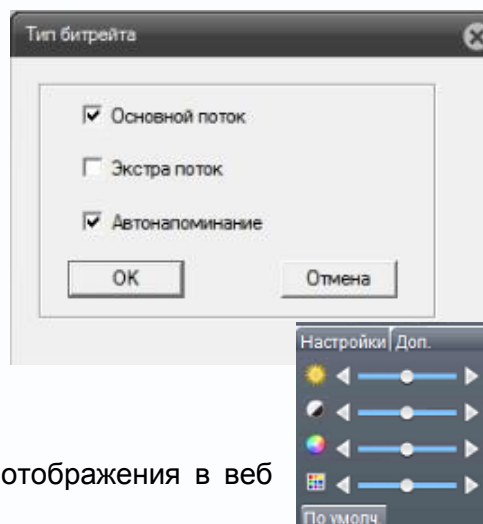 Тип битрейта
Основной поток
Экстра поток
Автонапоминание
OK Отмена
Настройки Доп.
отображения в веб
По умолч.